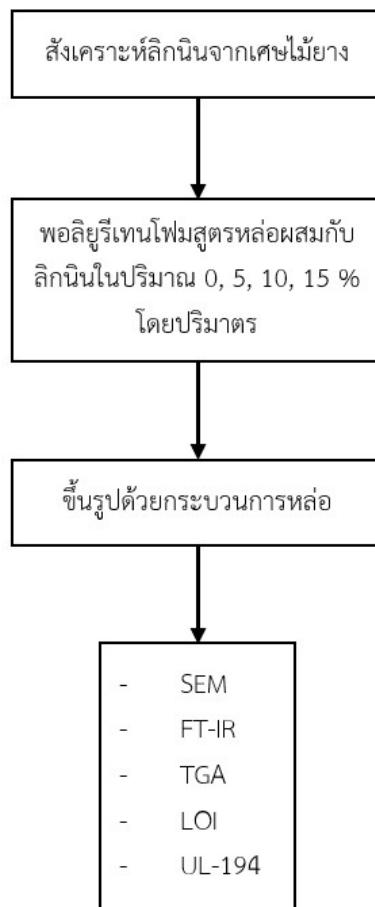 สังเคราะห์ลิกนินจากเศษไม้ยาง
พอลิยูรีเทนโฟมสูตรหล่อผสมกับ
ลิกนินในปริมาณ 0, 5, 10, 15 %
โดยปริมาตร
ขึ้นรูปด้วยกระบวนการหล่อ
- SEM
- FT-IR
- TGA
- LOI
- UL-194